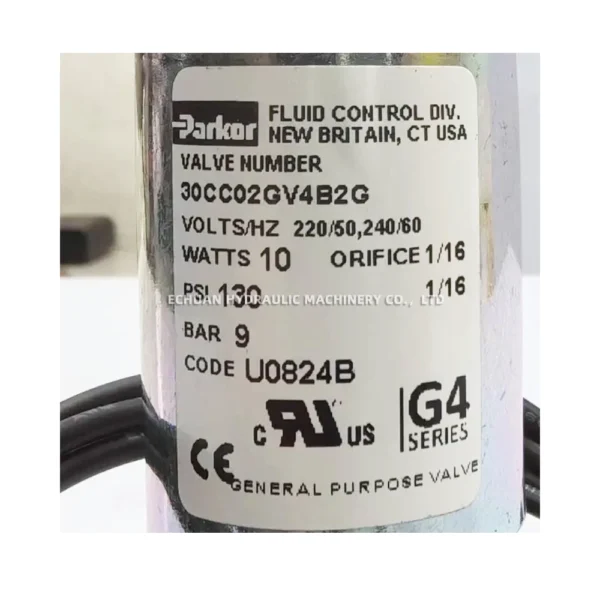 Parker
FLUID CONTROL DIV.
NEW BRITAIN, CT USA
VALVE NUMBER
30CC02GV4B2G
VOLTS/HZ 220/50,240/60
WATTS 10 ORIFICE 1/16
PSI 130 1/16
ECHUAN HYDRAULIC MACHINERY CO., LTD
BAR 9
CODE U0824B
c RU US
G4
SERIES
CE
GENERAL PURPOSE VALVE